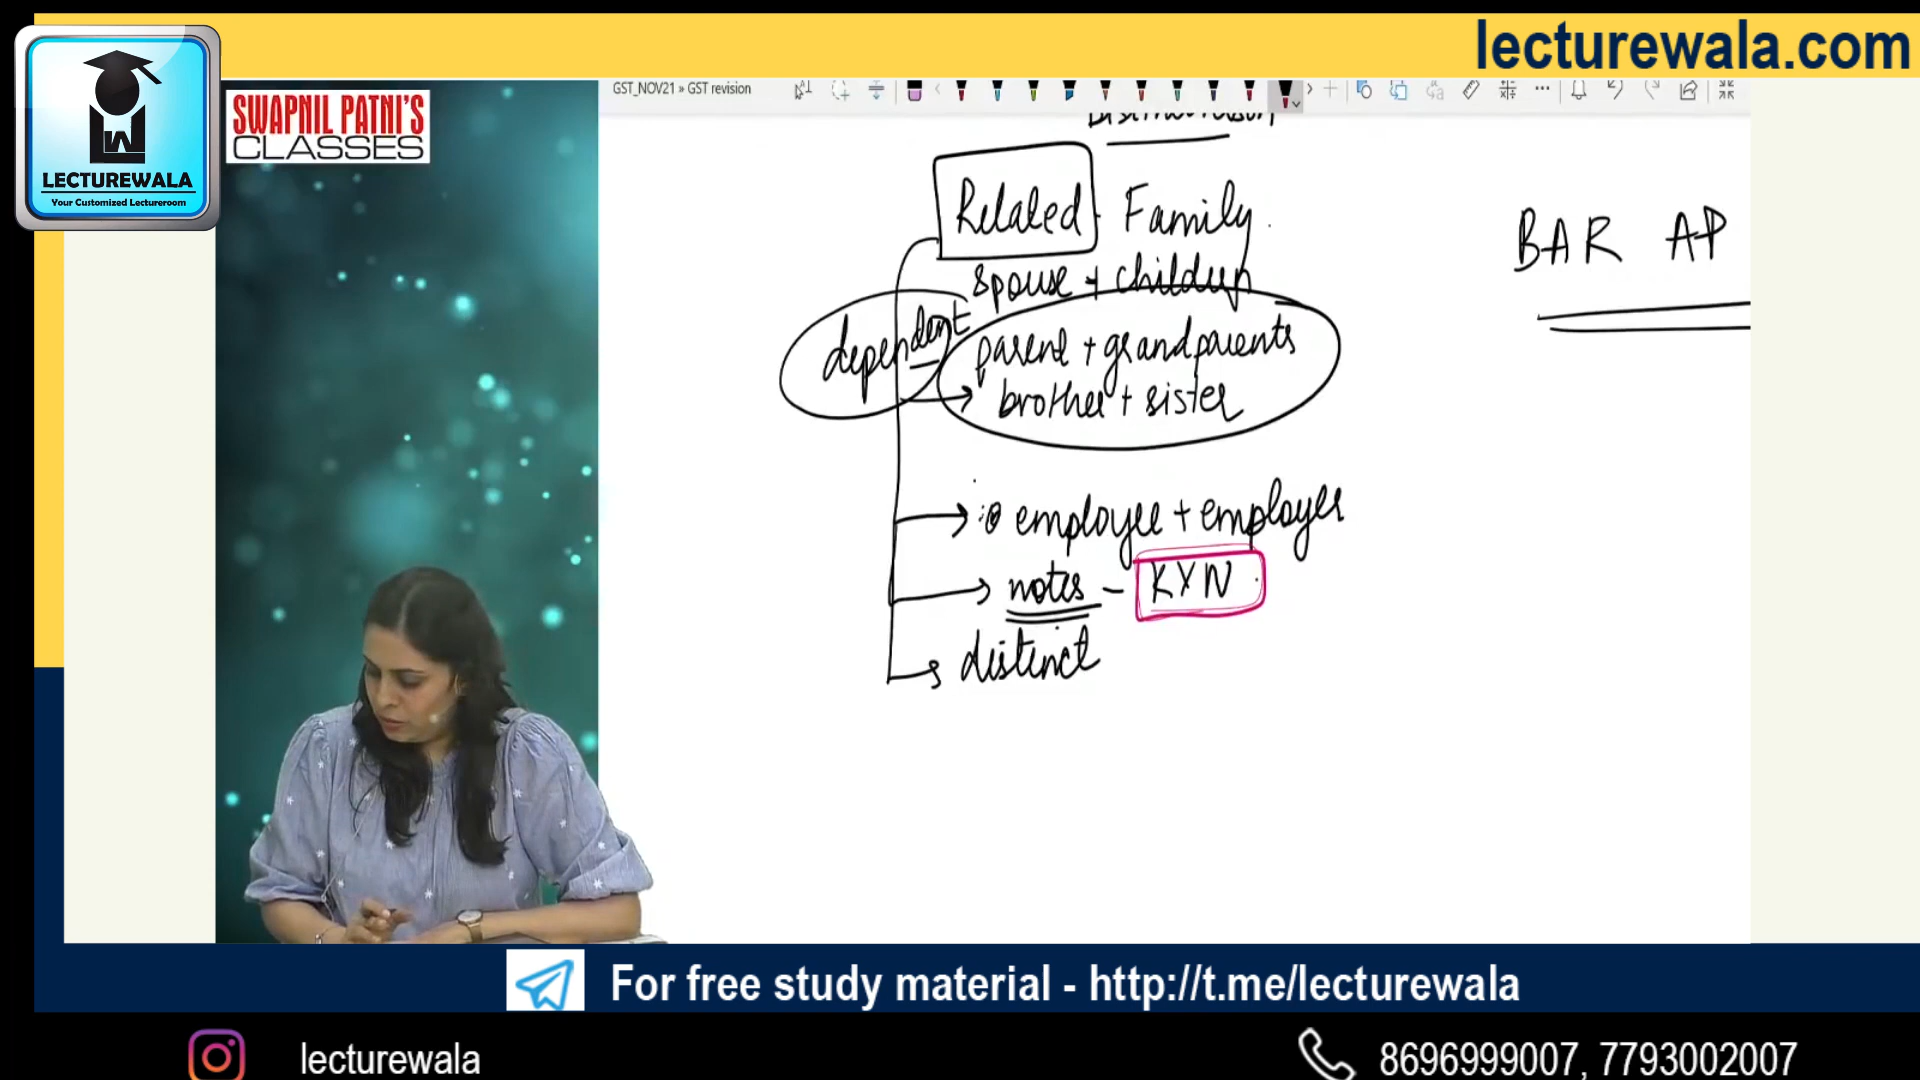 lecturewala.com
LW
LECTUREWALA
Your Customized Lectureroom
SWAPNIL PATNI'S
CLASSES
GST_NOV21 » GST revision
Related - Family
spouse + children
dependent
parent + grandparents
brother + sister
BAR AP
employee + employer
notes - KYN
distinct
For free study material - http://t.me/lecturewala
lecturewala
8696999007, 7793002007